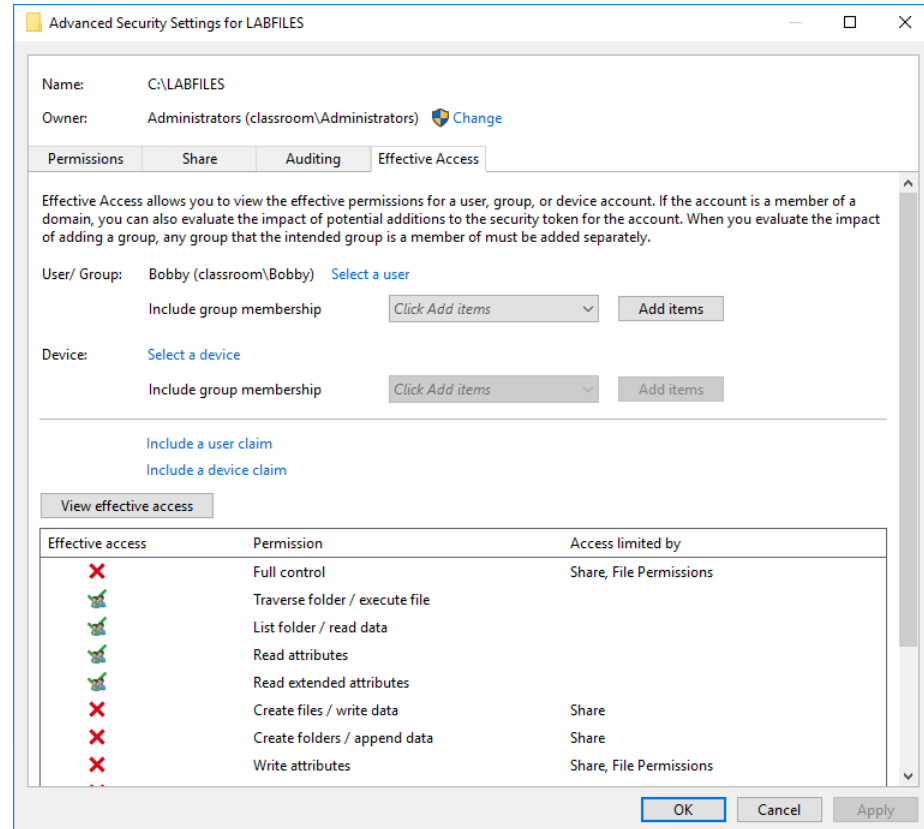 Advanced Security Settings for LABFILES
Name: C:\LABFILES
Owner: Administrators (classroom\Administrators) Change
Permissions Share Auditing Effective Access
Effective Access allows you to view the effective permissions for a user, group, or device account. If the account is a member of a
domain, you can also evaluate the impact of potential additions to the security token for the account. When you evaluate the impact
of adding a group, any group that the intended group is a member of must be added separately.
User/ Group: Bobby (classroom\Bobby) Select a user
Include group membership Click Add items Add items
Device: Select a device
Include group membership Click Add items Add items
Include a user claim
Include a device claim
View effective access
Effective access Permission Access limited by
Full control Share, File Permissions
Traverse folder / execute file
List folder / read data
Read attributes
Read extended attributes
Create files / write data Share
Create folders / append data Share
Write attributes Share, File Permissions
OK Cancel Apply